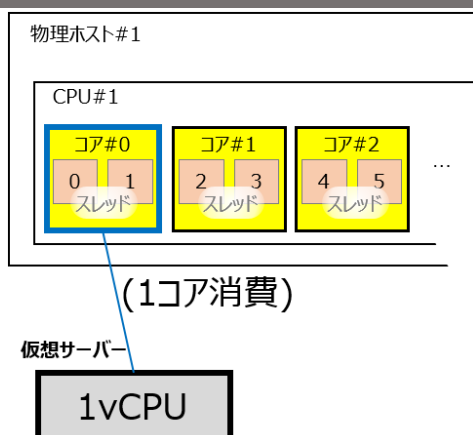 物理ホスト#1
CPU#1
コア#0 コア#1 コア#2
0 1 2 3 4 5 …
スレッド スレッド スレッド
(1コア消費)
仮想サーバー
1vCPU